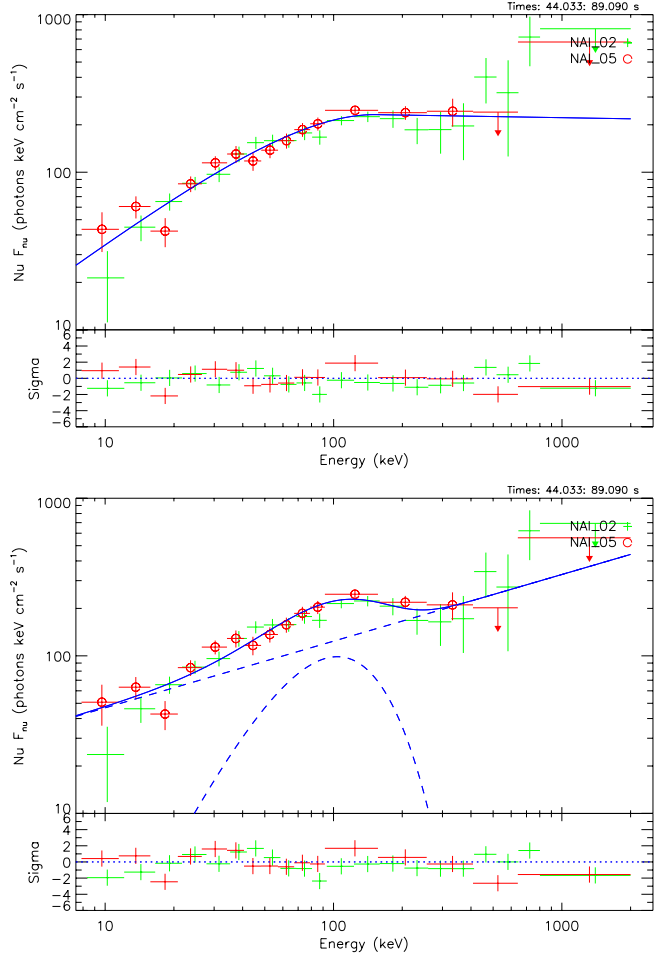 Times: 44.033: 89.090 s
1000
NAI_02
NAI_05
100
10
Nu Fnu (photons keV cm−2 s−1)
6
4
2
0
−2
−4
−6
Sigma
10 100 1000
Energy (keV)
Times: 44.033: 89.090 s
1000
NAI_02
NAI_05
100
10
Nu Fnu (photons keV cm−2 s−1)
6
4
2
0
−2
−4
−6
Sigma
10 100 1000
Energy (keV)